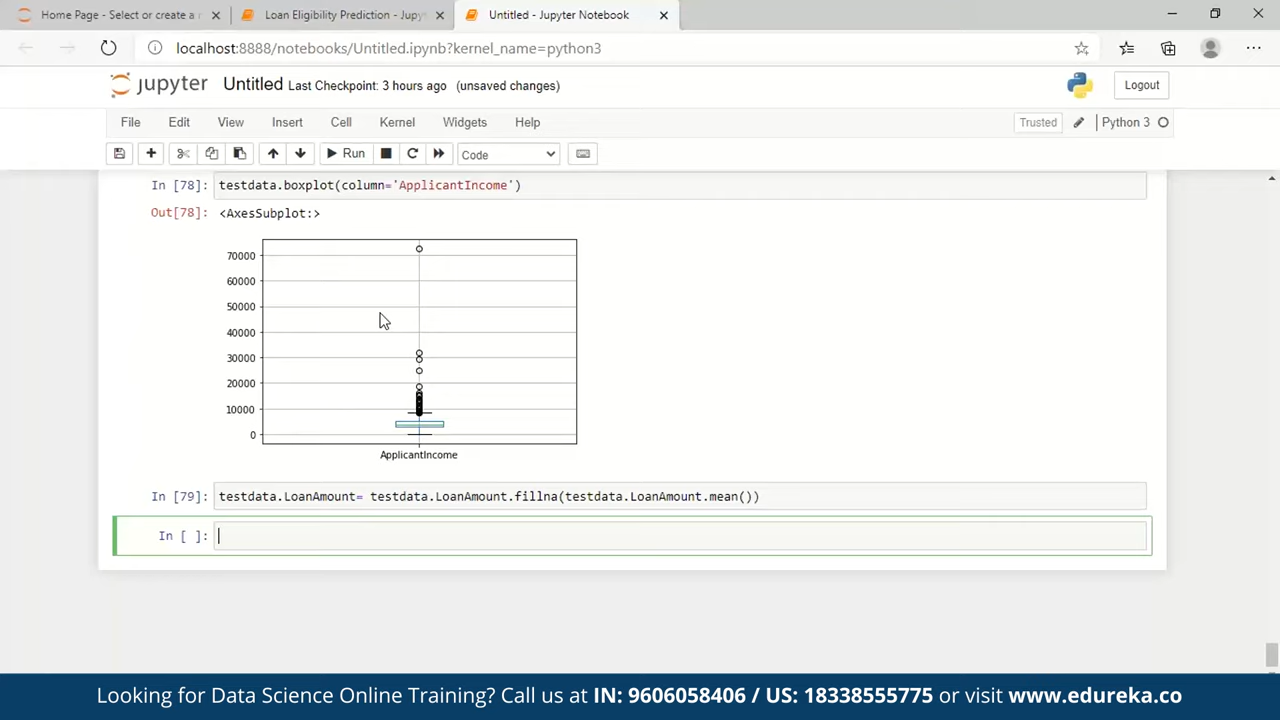 Home Page - Select or create a n
Loan Eligibility Prediction - Jupyt
Untitled - Jupyter Notebook
localhost:8888/notebooks/Untitled.ipynb?kernel_name=python3
jupyter Untitled Last Checkpoint: 3 hours ago (unsaved changes) Logout
File Edit View Insert Cell Kernel Widgets Help Trusted Python 3
Run Code
In [78]: testdata.boxplot(column='ApplicantIncome')
Out[78]: <AxesSubplot:>
70000
60000
50000
40000
30000
20000
10000
0
ApplicantIncome
In [79]: testdata.LoanAmount= testdata.LoanAmount.fillna(testdata.LoanAmount.mean())
In [ ]:
Looking for Data Science Online Training? Call us at IN: 9606058406 / US: 18338555775 or visit www.edureka.co